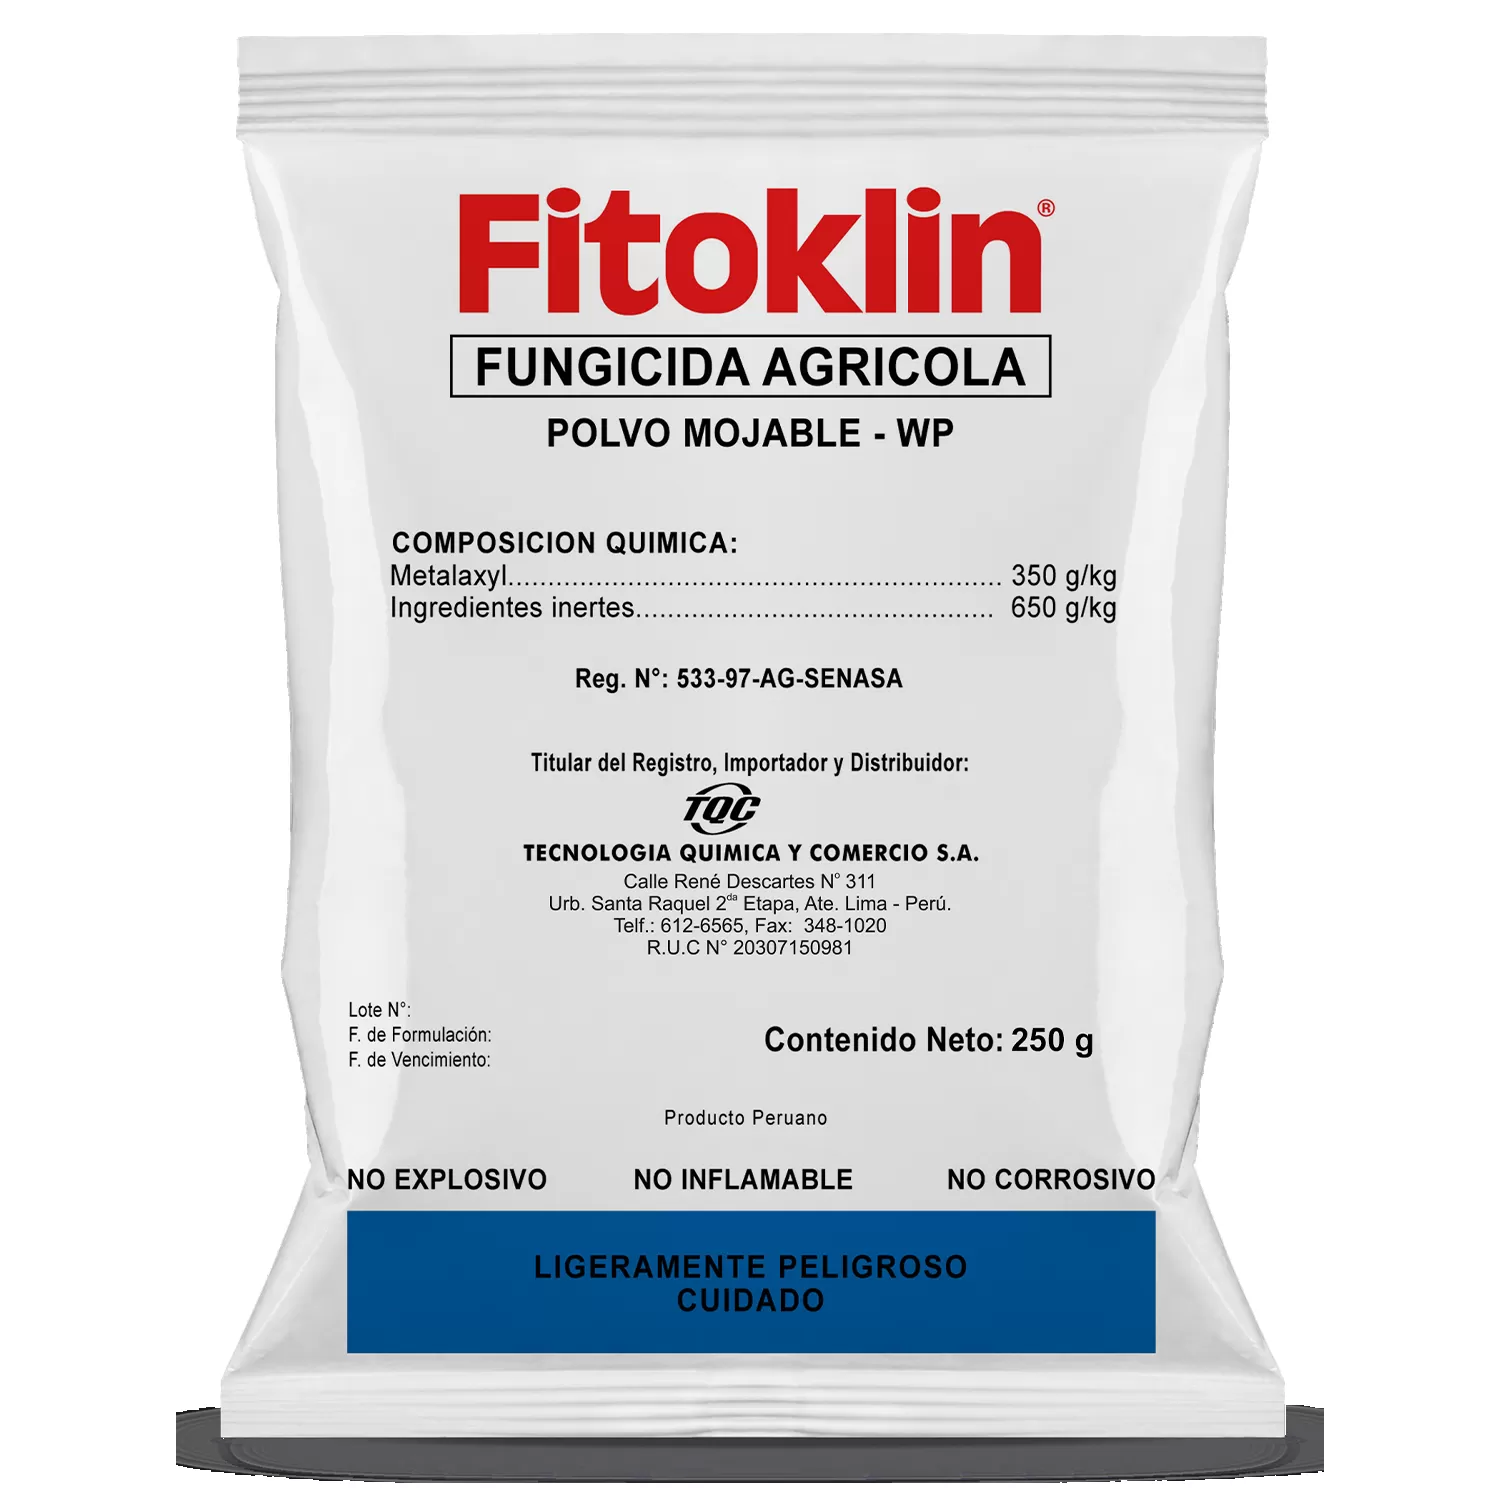 Fitoklin®
FUNGICIDA AGRICOLA
POLVO MOJABLE - WP
COMPOSICION QUIMICA:
Metalaxyl.............................................................. 350 g/kg
Ingredientes inertes............................................. 650 g/kg
Reg. N°: 533-97-AG-SENASA
Titular del Registro, Importador y Distribuidor:
TQC
TECNOLOGIA QUIMICA Y COMERCIO S.A.
Calle René Descartes N° 311
Urb. Santa Raquel 2da Etapa, Ate. Lima - Perú.
Telf.: 612-6565, Fax: 348-1020
R.U.C N° 20307150981
Lote N°:
F. de Formulación:
F. de Vencimiento:
Contenido Neto: 250 g
Producto Peruano
NO EXPLOSIVO NO INFLAMABLE NO CORROSIVO
LIGERAMENTE PELIGROSO
CUIDADO